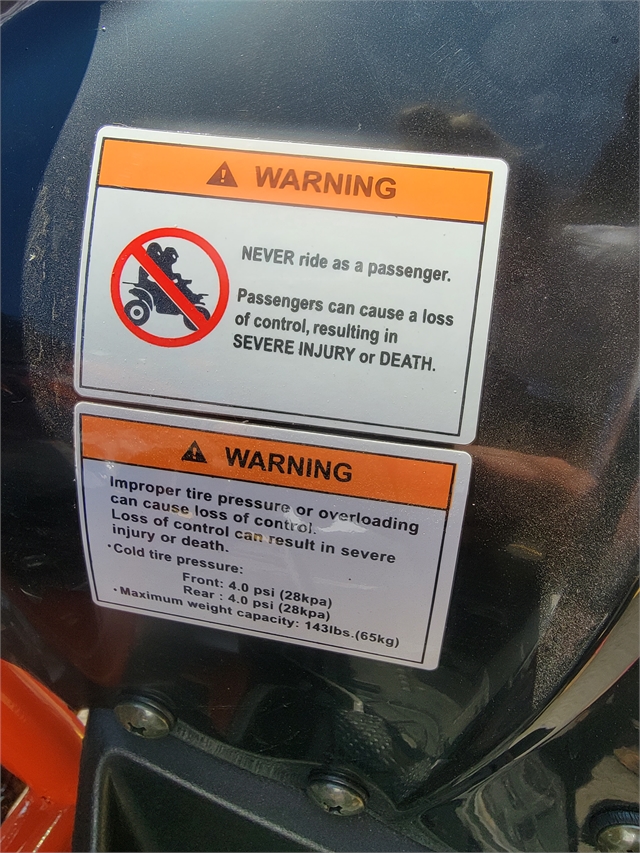 WARNING
NEVER ride as a passenger.
Passengers can cause a loss
of control, resulting in
SEVERE INJURY or DEATH.
WARNING
Improper tire pressure or overloading
can cause loss of control.
Loss of control can result in severe
injury or death.
·Cold tire pressure:
Front: 4.0 psi (28kpa)
Rear : 4.0 psi (28kpa)
·Maximum weight capacity: 143lbs.(65kg)